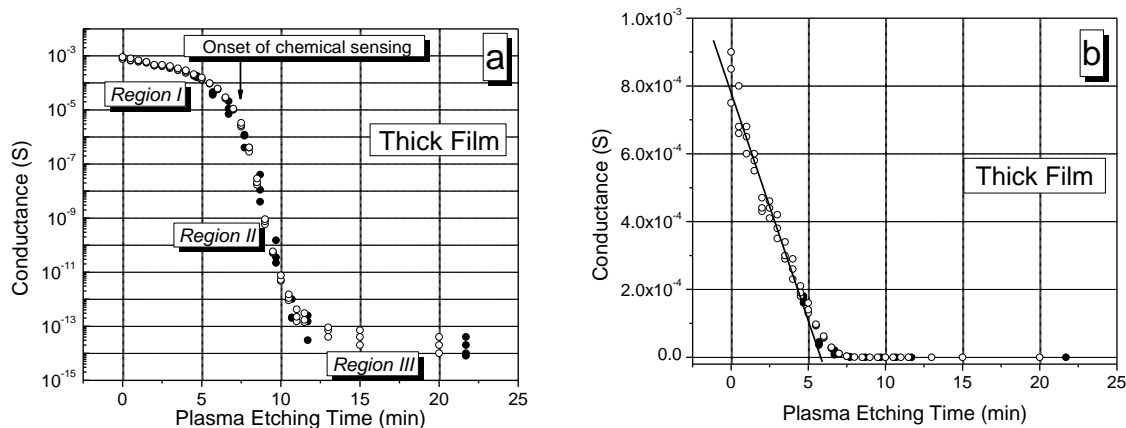 a
Onset of chemical sensing
Region I
Thick Film
Region II
Region III
10⁻³
10⁻⁵
10⁻⁷
10⁻⁹
10⁻¹¹
10⁻¹³
10⁻¹⁵
Conductance (S)
0 5 10 15 20 25
Plasma Etching Time (min)
b
Thick Film
1.0x10⁻³
8.0x10⁻⁴
6.0x10⁻⁴
4.0x10⁻⁴
2.0x10⁻⁴
0.0
Conductance (S)
0 5 10 15 20 25
Plasma Etching Time (min)